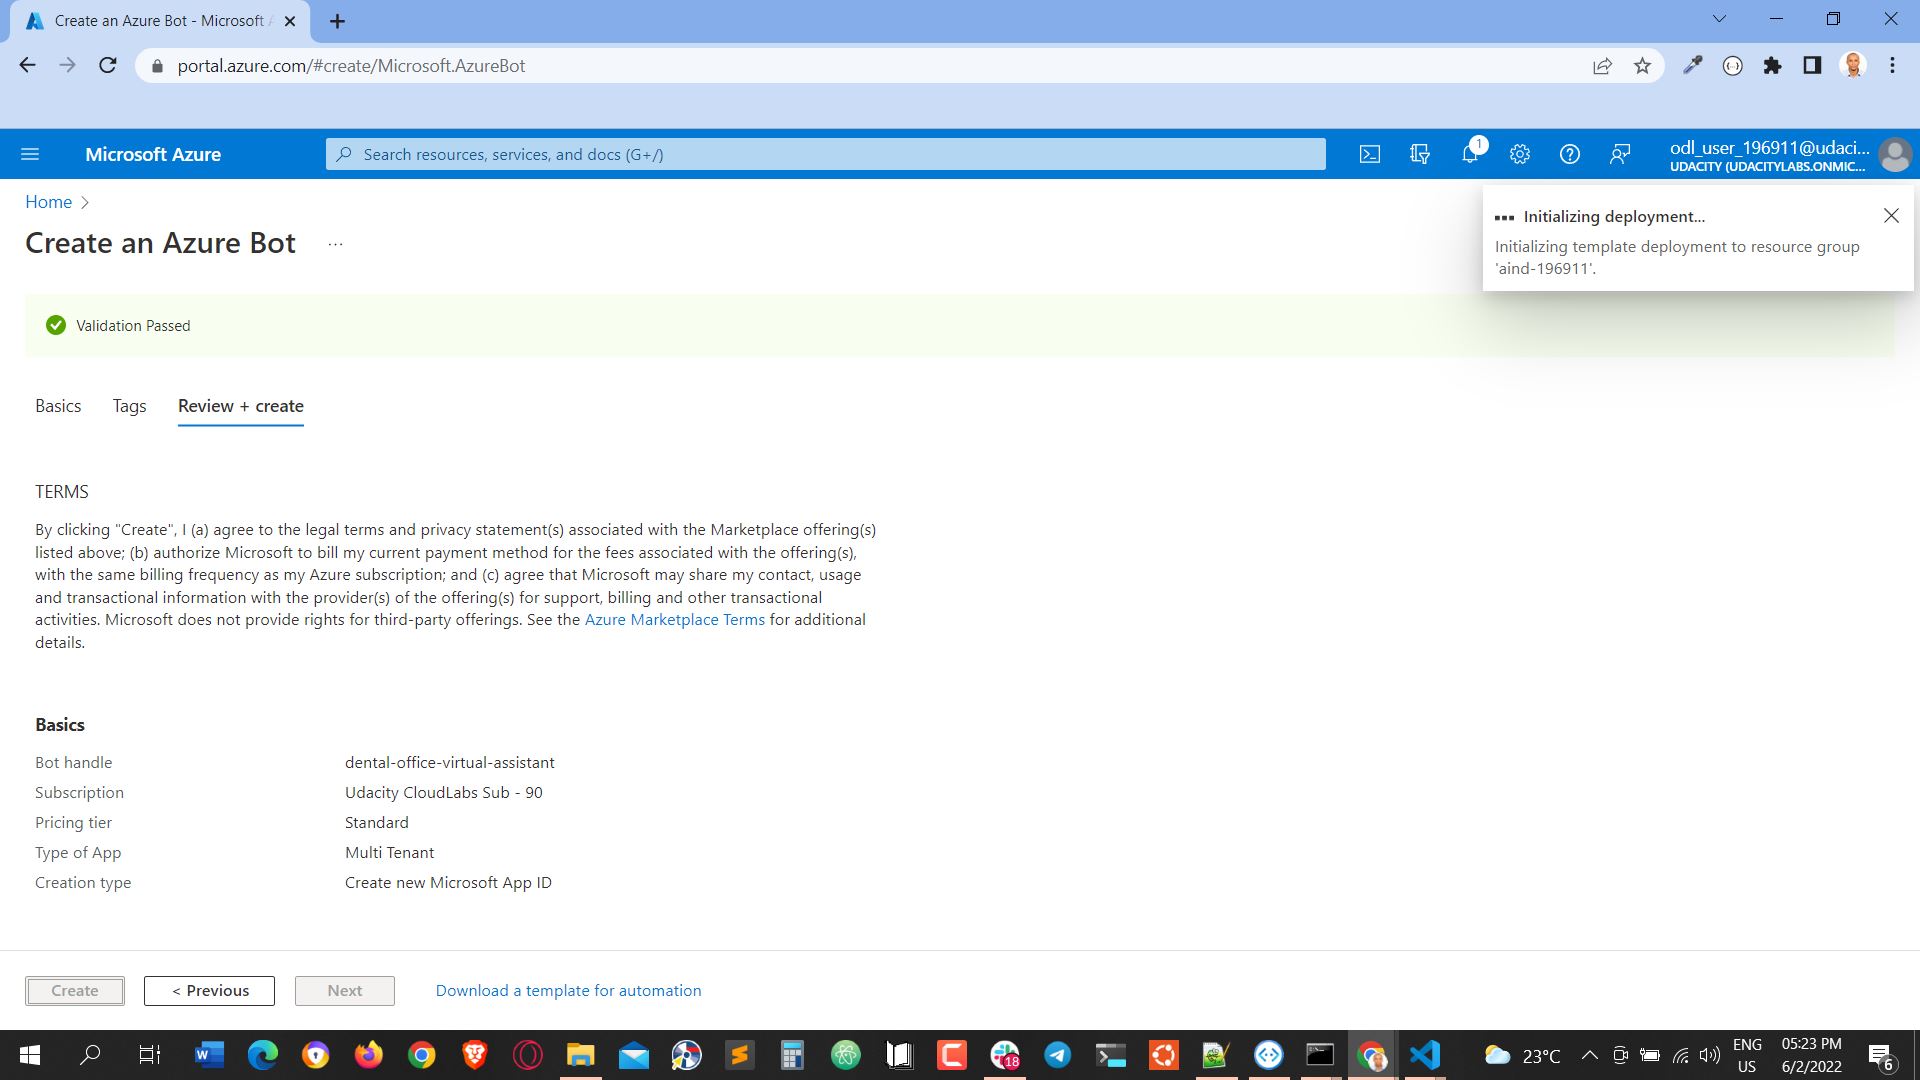 Create an Azure Bot - Microsoft A
portal.azure.com/#create/Microsoft.AzureBot
Microsoft Azure
Search resources, services, and docs (G+/)
1
odl_user_196911@udaci...
UDACITY (UDACITYLABS.ONMIC...
Home >
Create an Azure Bot
...
Initializing deployment...
Initializing template deployment to resource group
'aind-196911'.
Validation Passed
Basics Tags Review + create
TERMS
By clicking "Create", I (a) agree to the legal terms and privacy statement(s) associated with the Marketplace offering(s)
listed above; (b) authorize Microsoft to bill my current payment method for the fees associated with the offering(s),
with the same billing frequency as my Azure subscription; and (c) agree that Microsoft may share my contact, usage
and transactional information with the provider(s) of the offering(s) for support, billing and other transactional
activities. Microsoft does not provide rights for third-party offerings. See the Azure Marketplace Terms for additional
details.
Basics
Bot handle dental-office-virtual-assistant
Subscription Udacity CloudLabs Sub - 90
Pricing tier Standard
Type of App Multi Tenant
Creation type Create new Microsoft App ID
Create < Previous Next Download a template for automation
18
23°C
ENG
US
05:23 PM
6/2/2022
6